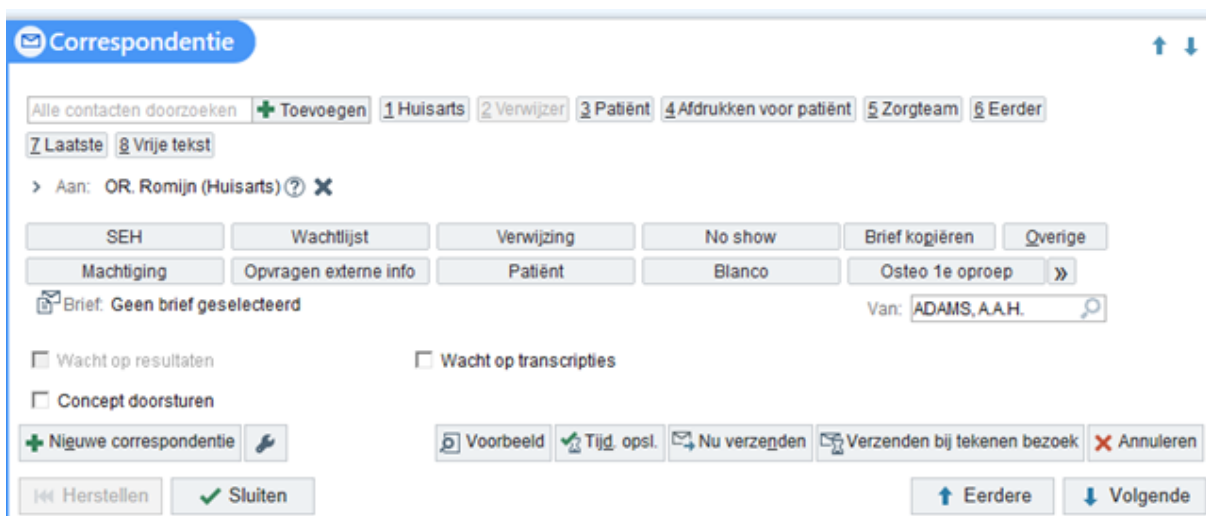 Correspondentie
Alle contacten doorzoeken Toevoegen 1 Huisarts 2 Verwijzer 3 Patiënt 4 Afdrukken voor patiënt 5 Zorgteam 6 Eerder
7 Laatste 8 Vrije tekst
> Aan: OR. Romijn (Huisarts)
SEH Wachtlijst Verwijzing No show Brief kopiëren Overige
Machtiging Opvragen externe info Patiënt Blanco Osteo 1e oproep »
Brief: Geen brief geselecteerd Van: ADAMS, A.A.H.
Wacht op resultaten Wacht op transcripties
Concept doorsturen
Nieuwe correspondentie Voorbeeld Tijd. opsl. Nu verzenden Verzenden bij tekenen bezoek Annuleren
Herstellen Sluiten Eerdere Volgende